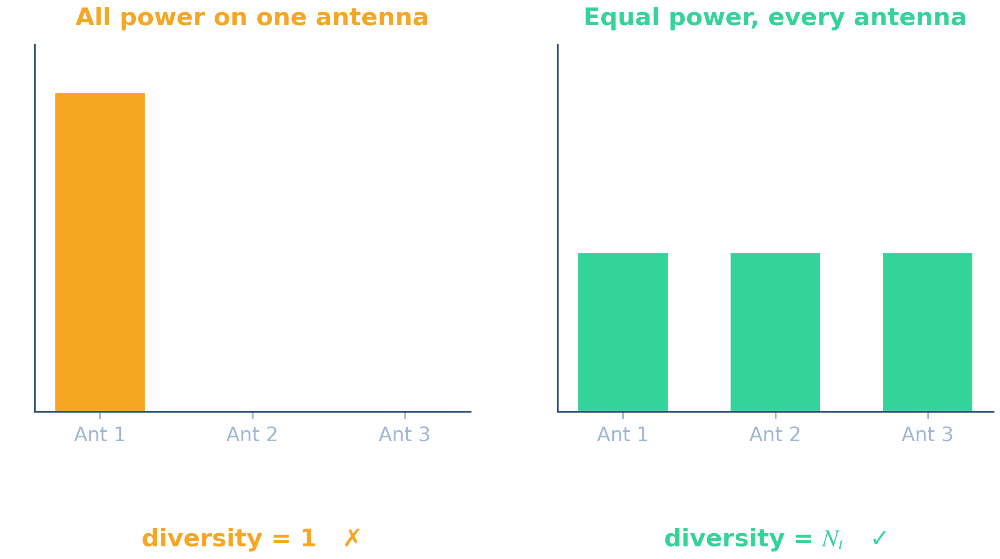 All power on one antenna
Ant 1 Ant 2 Ant 3
diversity = 1 ✗
Equal power, every antenna
Ant 1 Ant 2 Ant 3
diversity = $N_t$ ✓